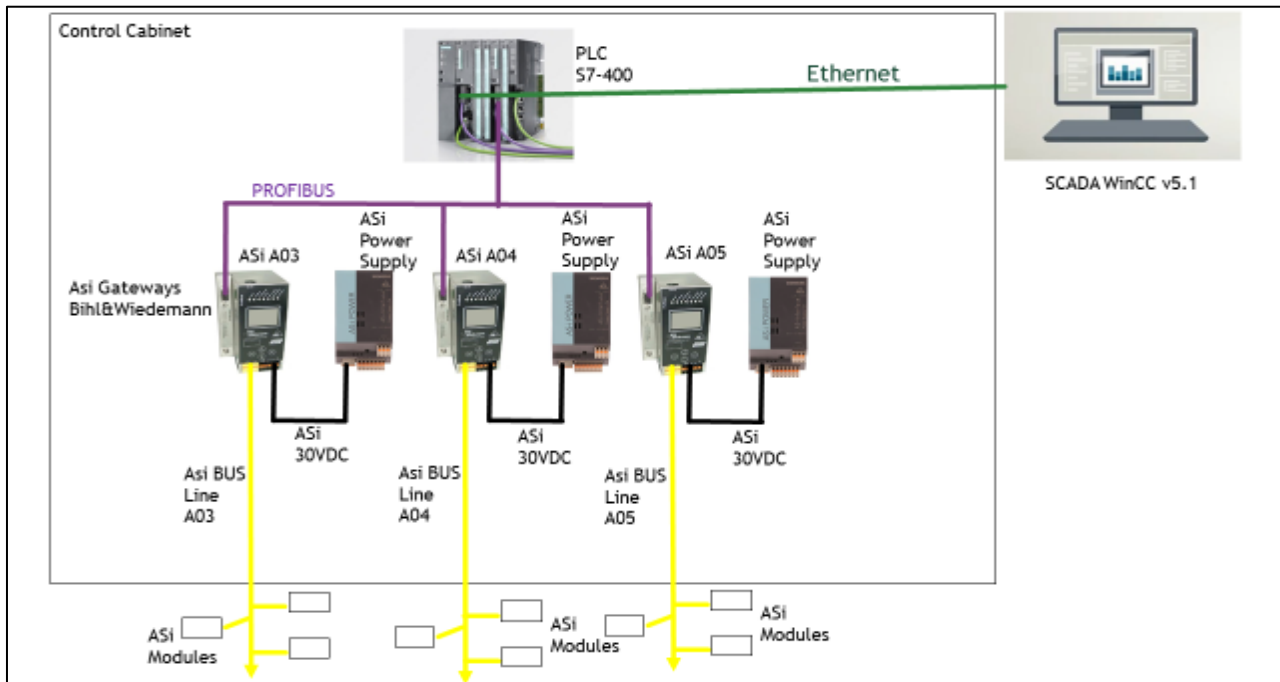 Control Cabinet
PLC
S7-400
Ethernet
SCADA WinCC v5.1
PROFIBUS
ASi A03
ASi
Power
Supply
ASi A04
ASi
Power
Supply
ASi A05
ASi
Power
Supply
Asi Gateways
Bihl&Wiedemann
ASi
30VDC
ASi
30VDC
ASi
30VDC
Asi BUS
Line
A03
Asi BUS
Line
A04
Asi BUS
Line
A05
ASi
Modules
ASi
Modules
ASi
Modules